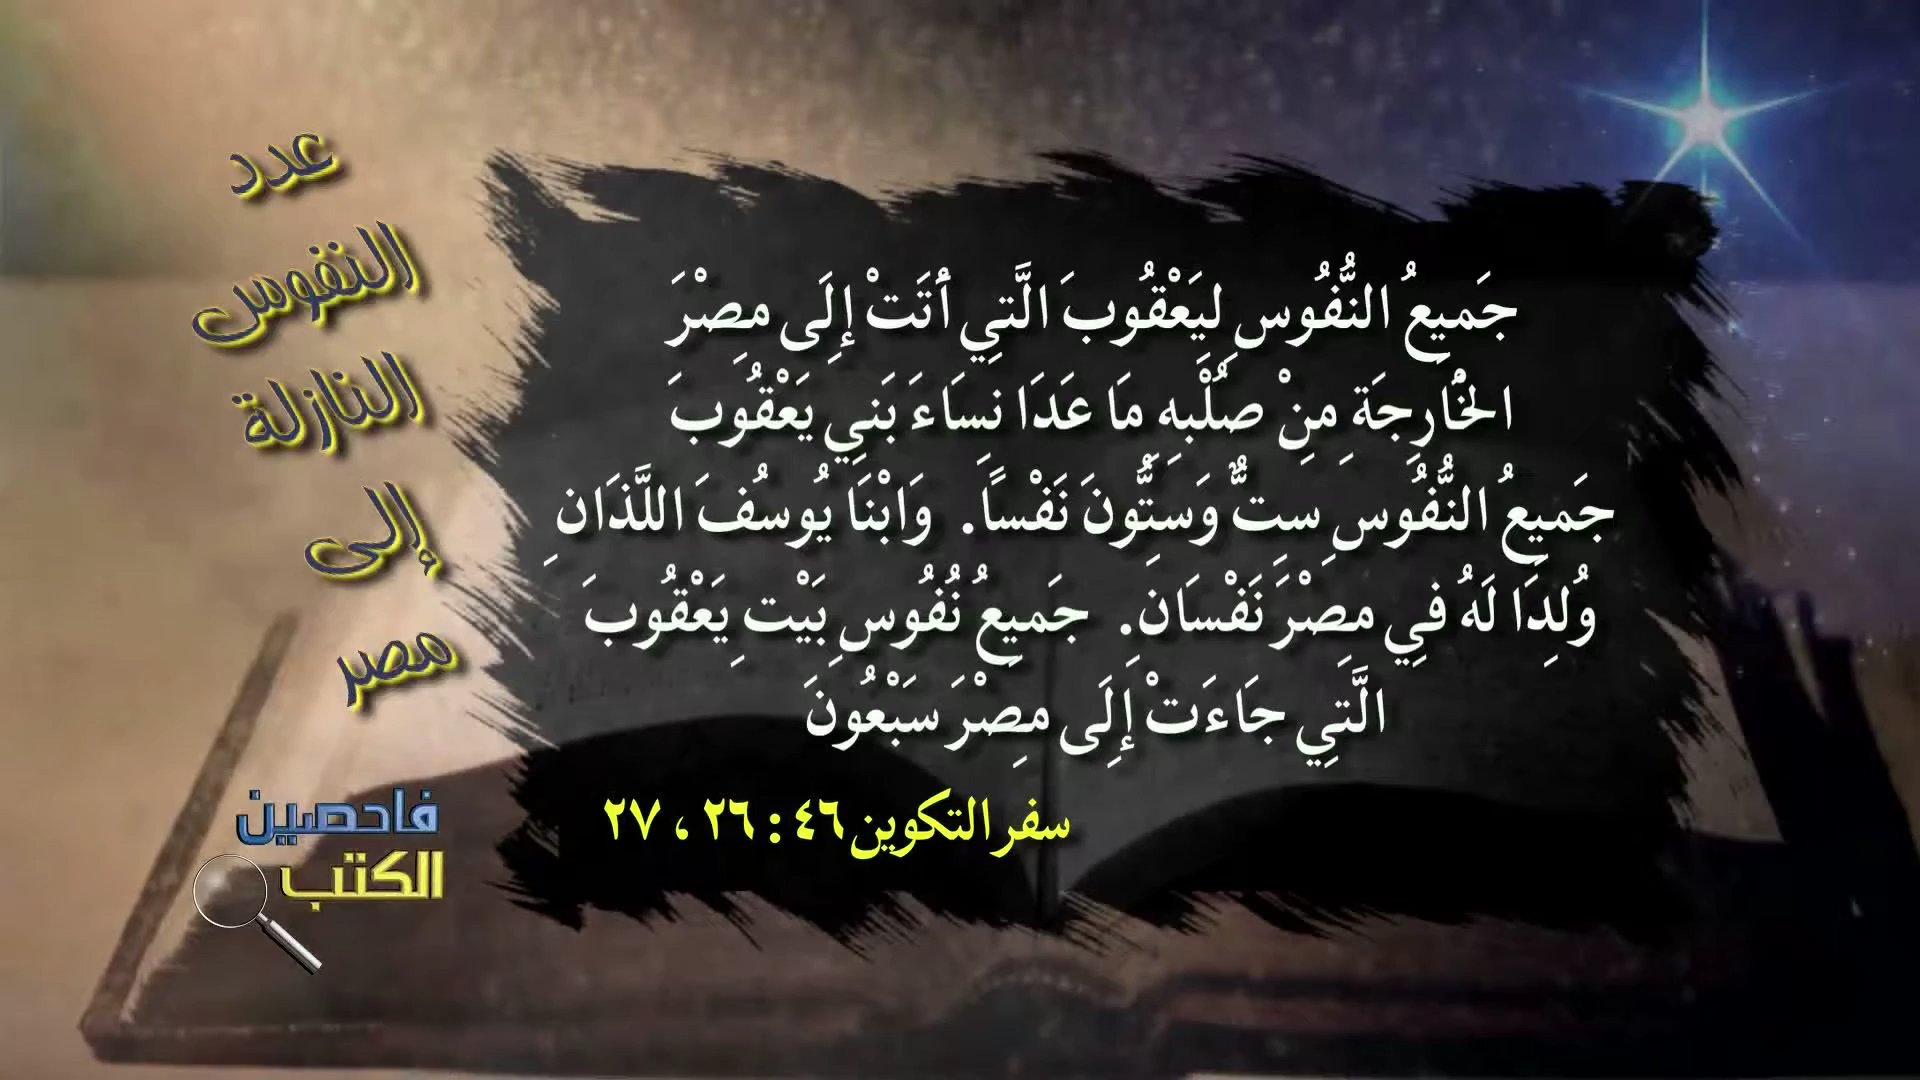 عدد
النفوس
النازلة
إلى
مصر
جَمِيعُ النُّفُوسِ لِيَعْقُوبَ الَّتِي أَتَتْ إِلَى مِصْرَ
الْخَارِجَةِ مِنْ صُلْبِهِ مَا عَدَا نِسَاءَ بَنِي يَعْقُوبَ
جَمِيعُ النُّفُوسِ سِتٌّ وَسِتُّونَ نَفْساً. وَابْنَا يُوسُفَ اللَّذَانِ
وُلِدَا لَهُ فِي مِصْرَ نَفْسَانِ. جَمِيعُ نُفُوسِ بَيْتِ يَعْقُوبَ
الَّتِي جَاءَتْ إِلَى مِصْرَ سَبْعُونَ
سفر التكوين ٤٦ : ٢٦ ، ٢٧
فاحصين
الكتب